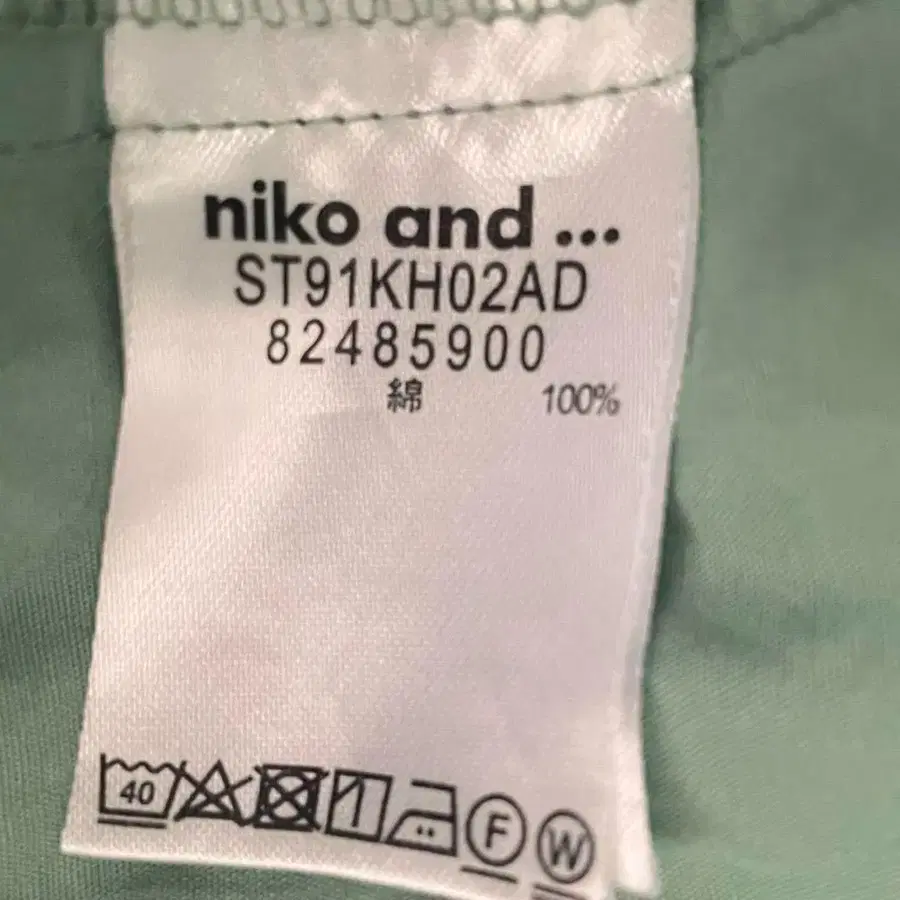 niko and ...
ST91KH02AD
82485900
綿 100%
40 F W